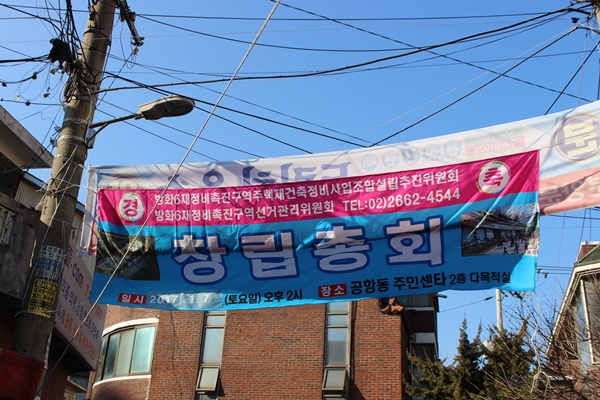 경 축
방화6재정비촉진구역주택재건축정비사업조합설립추진위원회
방화6재정비촉진구역선거관리위원회 TEL:02)2662-4544
창립총회
일시 2017. 1. 7 (토요일) 오후 2시 장소 공항동 주민센타 2층 다목적실